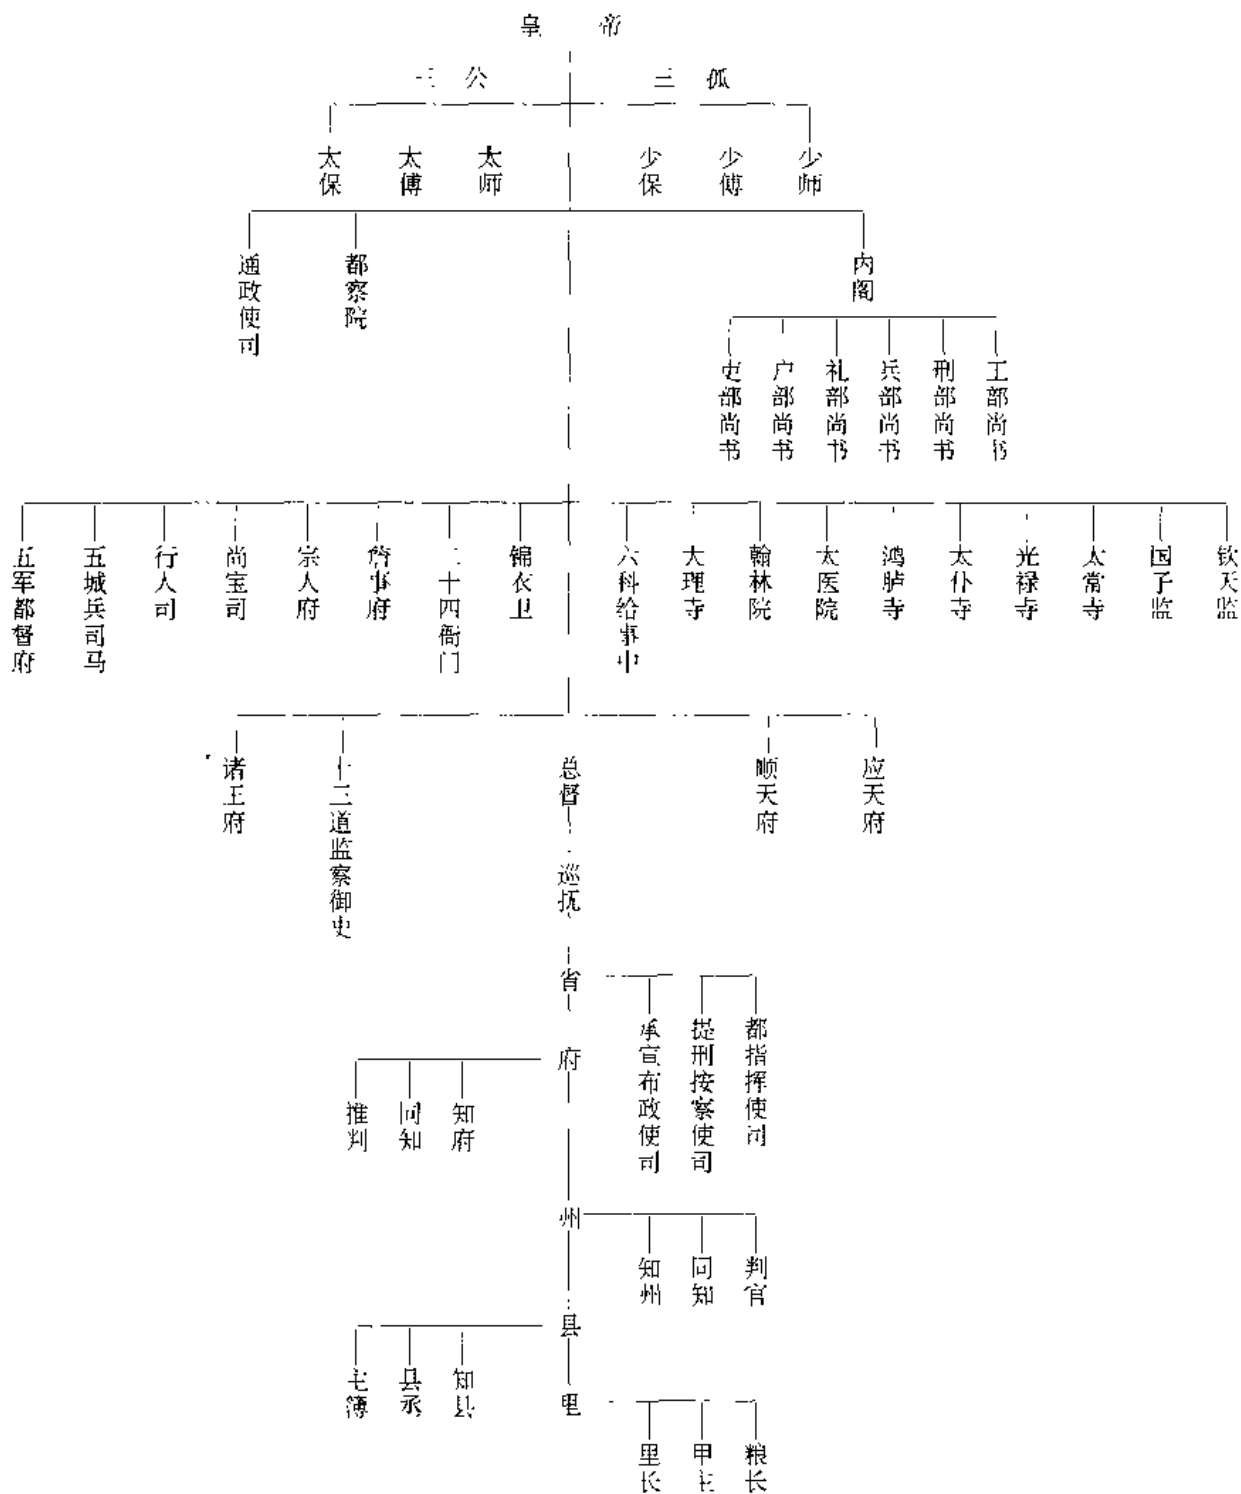 皇帝
三公 三孤
太保 太傅 太师 少保 少傅 少师
通政使司 都察院 内阁
吏部尚书 户部尚书 礼部尚书 兵部尚书 刑部尚书 工部尚书
五军都督府 五城兵司马 行人司 尚宝司 宗人府 詹事府 二十四衙门 锦衣卫 六科给事中 大理寺 翰林院 太医院 鸿胪寺 太仆寺 光禄寺 太常寺 国子监 钦天监
诸王府 十三道监察御史 总督 顺天府 应天府
巡抚
省
承宣布政使司 提刑按察使司 都指挥使司
府
推判 同知 知府
州
知州 同知 判官
县
主簿 县丞 知县
里
里长 甲主 粮长